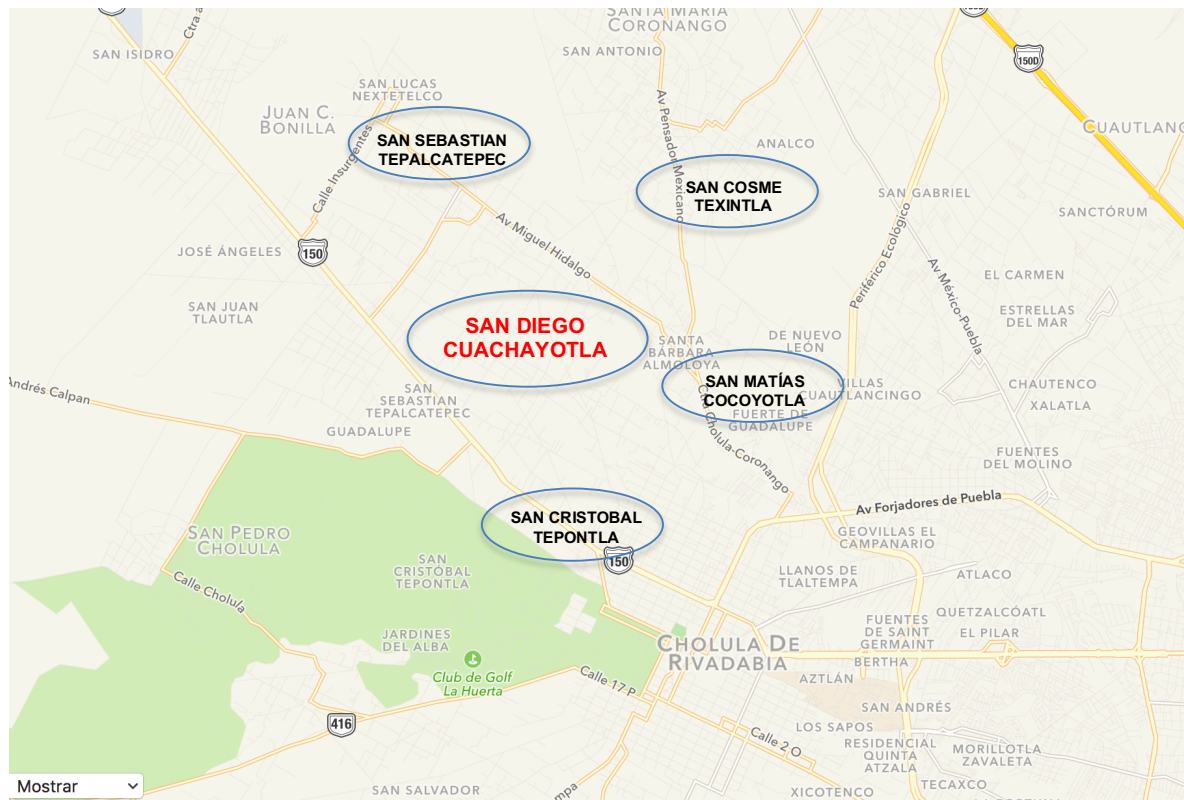 SANTA MARÍA
CORONANGO
150D
Ctra a
SAN ISIDRO
SAN ANTONIO
150D
SAN LUCAS
NEXTETELCO
JUAN C.
BONILLA
Av Pensador Mexicano
CUAUTLANC
SAN SEBASTIAN
TEPALCATEPEC
ANALCO
Calle Insurgentes
SAN COSME
TEXINTLA
SAN GABRIEL
SANCTÓRUM
Av Miguel Hidalgo
JOSÉ ÁNGELES
150
Periférico Ecológico
Av México-Puebla
EL CARMEN
SAN JUAN
TLAUTLA
ESTRELLAS
DEL MAR
SAN DIEGO
CUACHAYOTLA
SANTA
BÁRBARA
ALMOLOYA
DE NUEVO
LEÓN
SAN MATÍAS
COCOYOTLA
VILLAS
CUAUTLANCINGO
CHAUTENCO
XALATLA
Andrés Calpan
SAN
SEBASTIAN
TEPALCATEPEC
GUADALUPE
FUERTE DE
GUADALUPE
Ctra Cholula-Coronango
FUENTES
DEL MOLINO
Av Forjadores de Puebla
SAN CRISTOBAL
TEPONTLA
SAN PEDRO
CHOLULA
GEOVILLAS EL
CAMPANARIO
150
SAN
CRISTÓBAL
TEPONTLA
LLANOS DE
TLALTEMPA
ATLACO
Calle Cholula
QUETZALCÓATL
FUENTES
DE SAINT
GERMAINT
EL PILAR
JARDINES
DEL ALBA
CHOLULA DE
RIVADABIA
BERTHA
Club de Golf
La Huerta
Calle 17 P
AZTLÁN
SAN ANDRÉS
416
LOS SAPOS
Calle 2 O
RESIDENCIAL
QUINTA
ATZALA
MORILLOTLA
ZAVALETA
Mostrar
SAN SALVADOR
mpa
XICOTENCO
TECAXCO